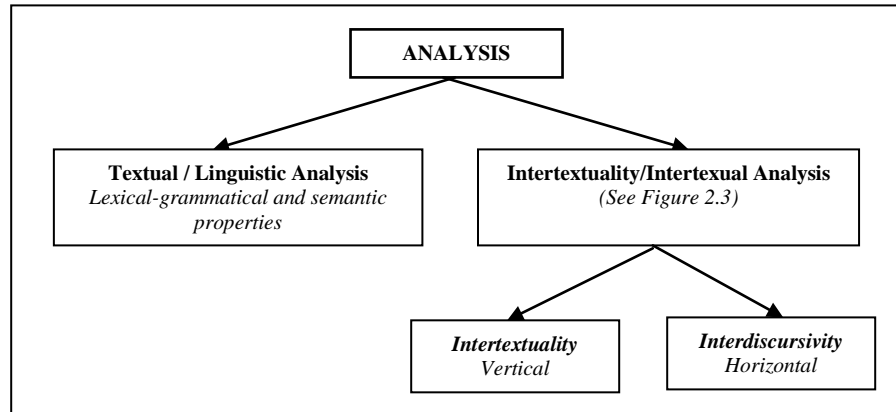 ANALYSIS
Textual / Linguistic Analysis
Lexical-grammatical and semantic
properties
Intertextuality/Intertexual Analysis
(See Figure 2.3)
Intertextuality
Vertical
Interdiscursivity
Horizontal